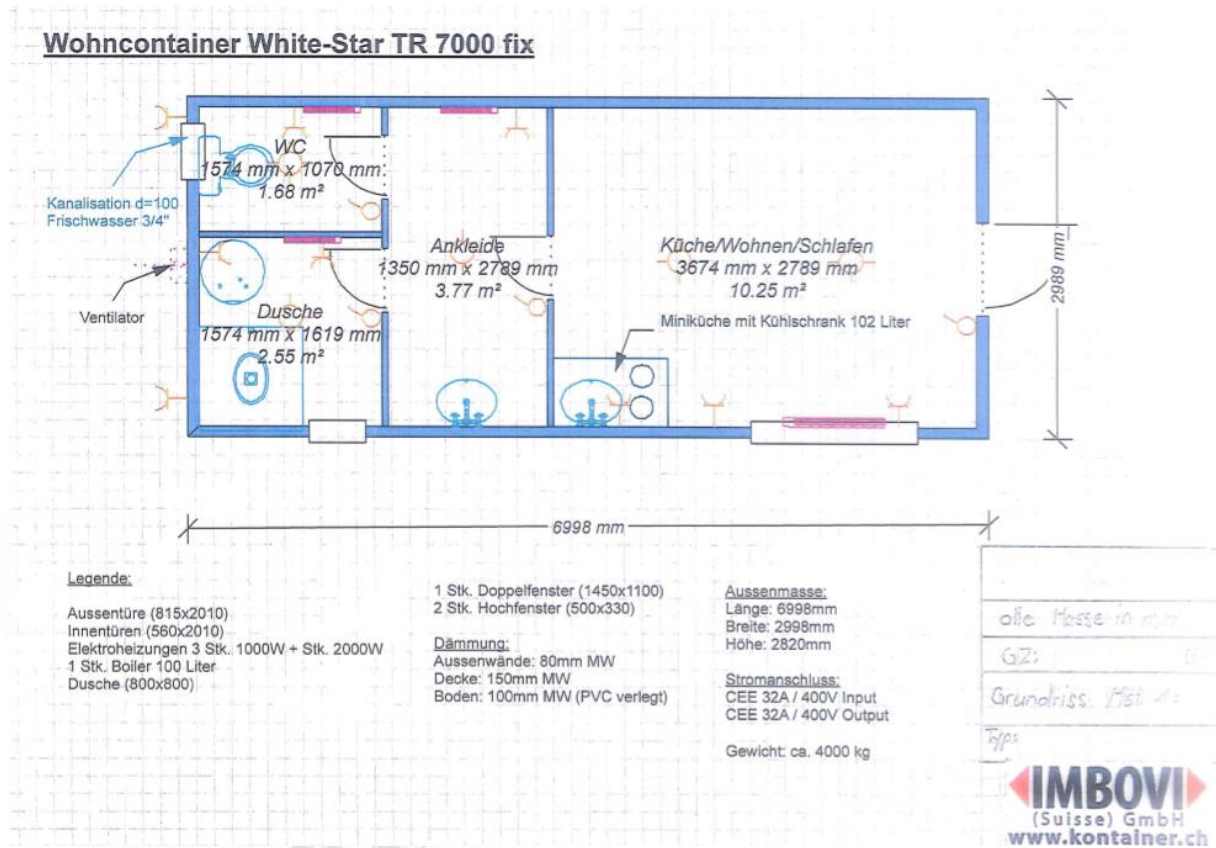 Wohncontainer White-Star TR 7000 fix
WC
1574 mm x 1070 mm
1.68 m²
Kanalisation d=100
Frischwasser 3/4"
Ankleide
1350 mm x 2789 mm
3.77 m²
Küche/Wohnen/Schlafen
3674 mm x 2789 mm
10.25 m²
2989 mm
Ventilator
Dusche
1574 mm x 1619 mm
2.55 m²
Miniküche mit Kühlschrank 102 Liter
6998 mm
Legende:
Aussentüre (815x2010)
Innentüren (560x2010)
Elektroheizungen 3 Stk. 1000W + Stk. 2000W
1 Stk. Boiler 100 Liter
Dusche (800x800)
1 Stk. Doppelfenster (1450x1100)
2 Stk. Hochfenster (500x330)
Dämmung:
Aussenwände: 80mm MW
Decke: 150mm MW
Boden: 100mm MW (PVC verlegt)
Aussenmasse:
Länge: 6998mm
Breite: 2998mm
Höhe: 2820mm
Stromanschluss:
CEE 32A / 400V Input
CEE 32A / 400V Output
Gewicht: ca. 4000 kg
alle Masse in
GZ:
Grundriss
Typ:
IMBOVI
(Suisse) GmbH
www.kontainer.ch